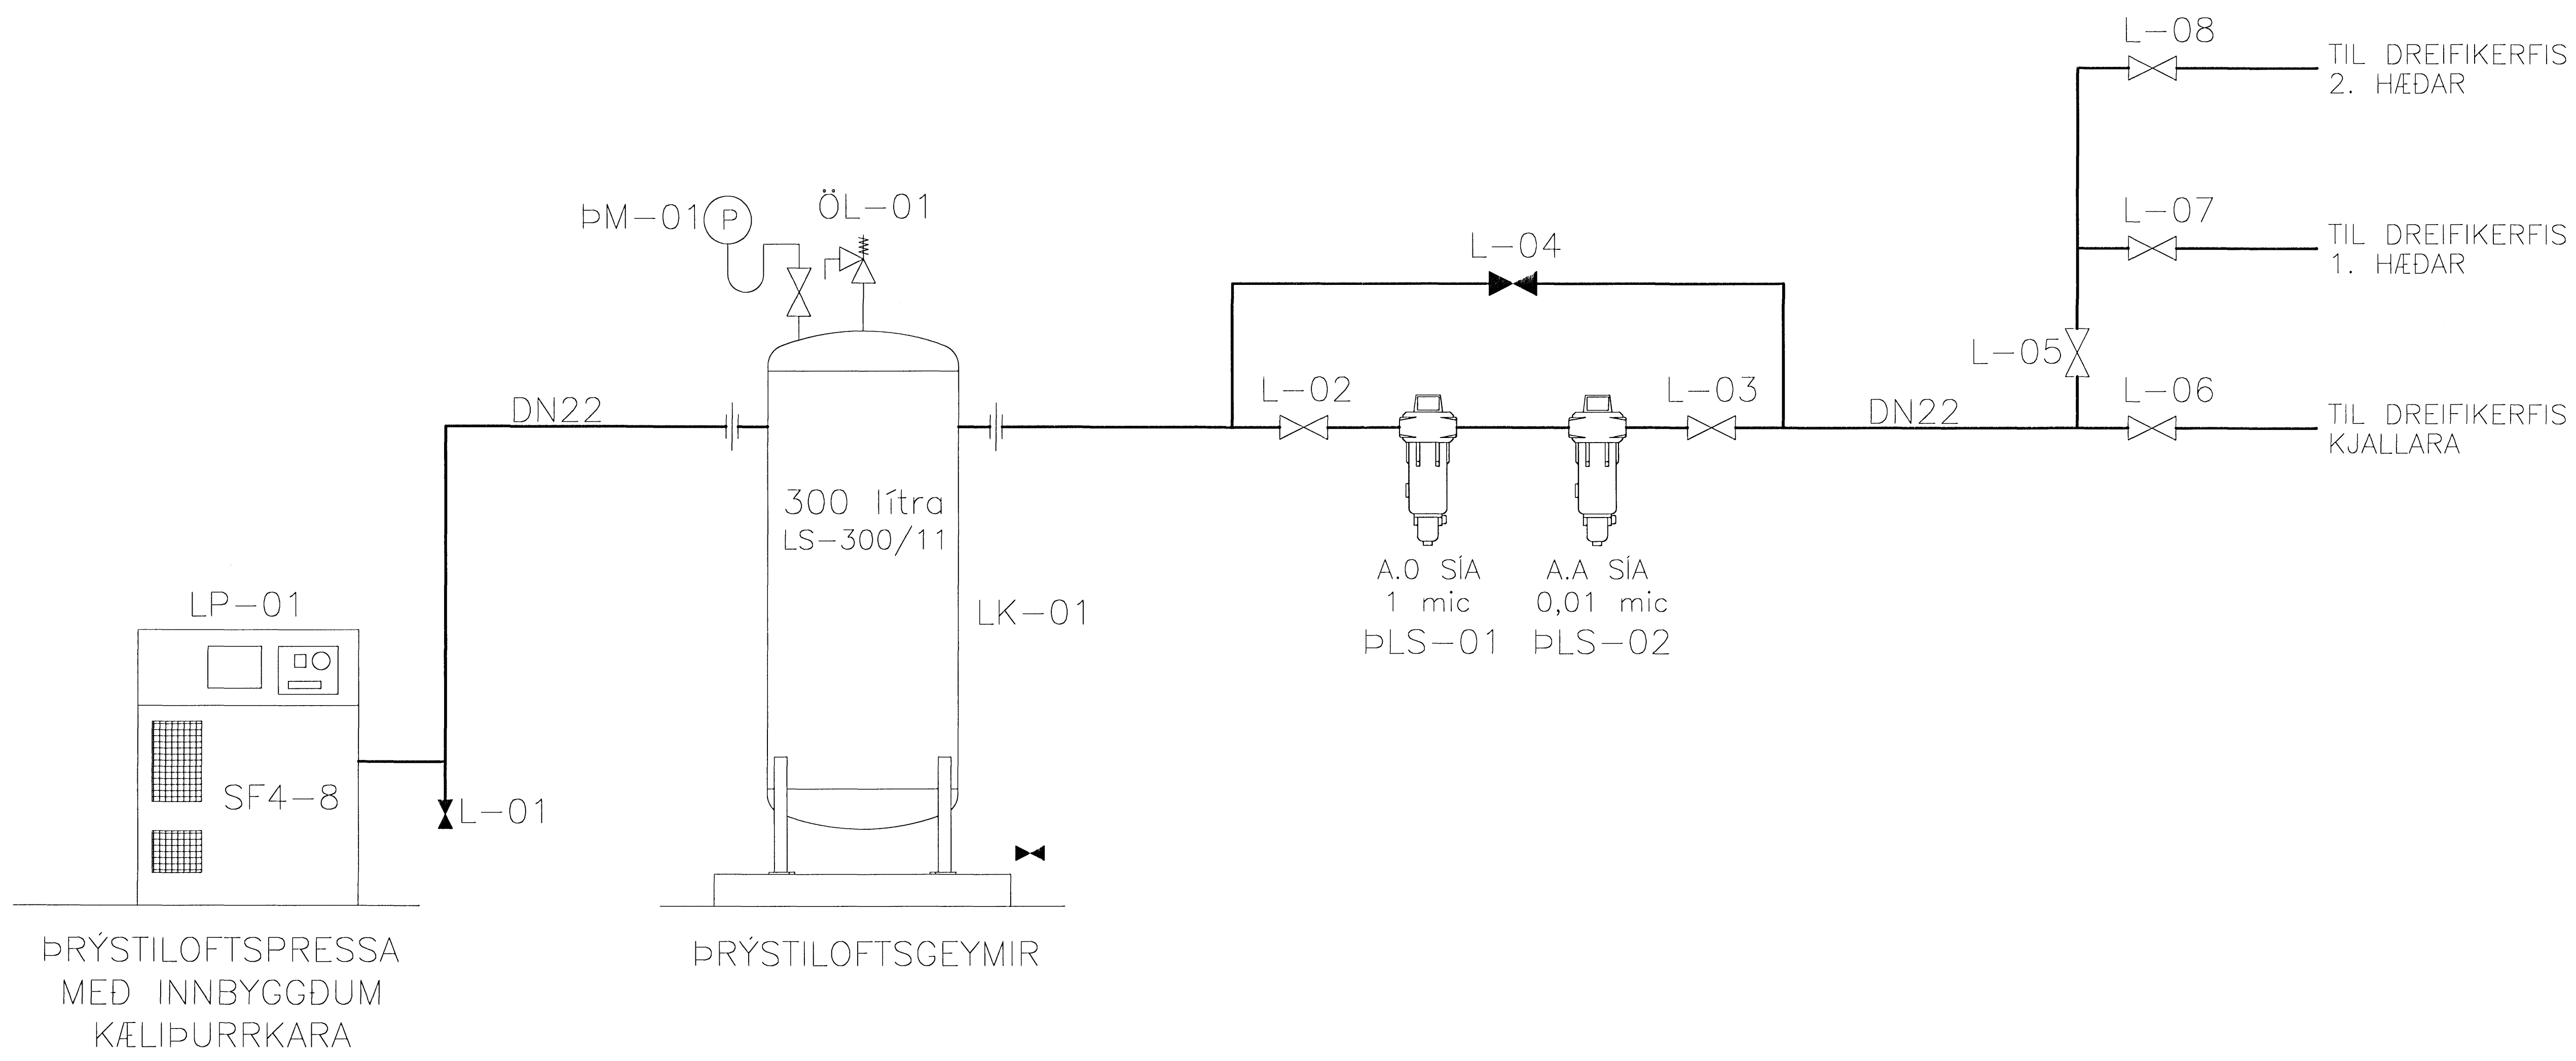 L-08
TIL DREIFIKERFIS
2. HÆÐAR
ÞM-01
P
ÖL-01
L-07
TIL DREIFIKERFIS
1. HÆÐAR
L-04
L-05
DN22
L-02
L-03
DN22
L-06
TIL DREIFIKERFIS
KJALLARA
300 lítra
LS-300/11
A.O SÍA
1 mic
ÞLS-01
A.A SÍA
0,01 mic
ÞLS-02
LP-01
LK-01
SF4-8
L-01
ÞRÝSTILOFTSPRESSA
MEÐ INNBYGGÐUM
KÆLIÞURRKARA
ÞRÝSTILOFTSGEYMIR